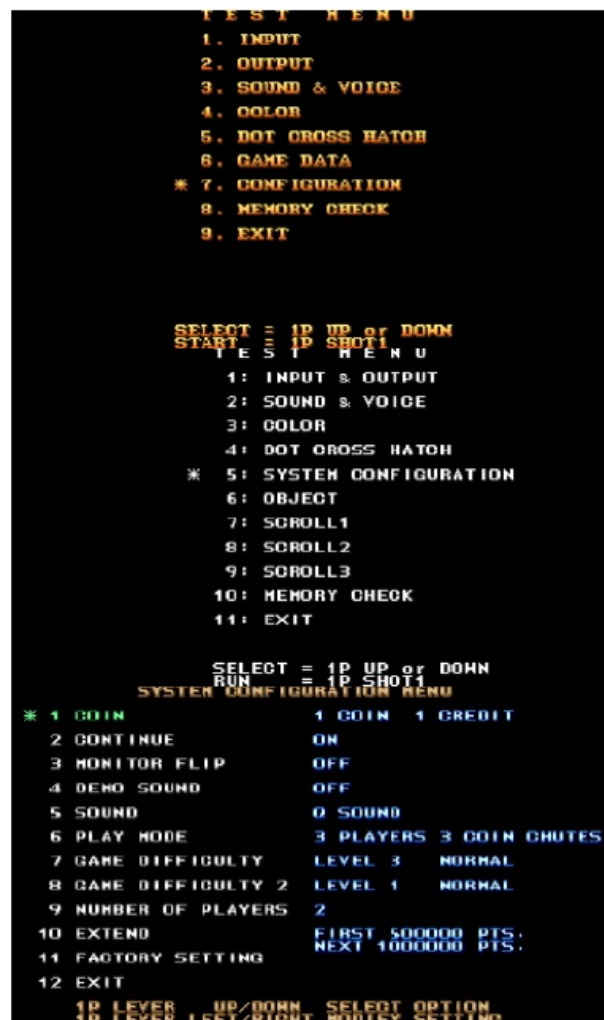 TEST MENU
1. INPUT
2. OUTPUT
3. SOUND & VOICE
4. COLOR
5. DOT CROSS HATCH
6. GAME DATA
* 7. CONFIGURATION
8. MEMORY CHECK
9. EXIT
SELECT = 1P UP or DOWN
START = 1P SHOT1
TEST MENU
1: INPUT & OUTPUT
2: SOUND & VOICE
3: COLOR
4: DOT CROSS HATCH
* 5: SYSTEM CONFIGURATION
6: OBJECT
7: SCROLL1
8: SCROLL2
9: SCROLL3
10: MEMORY CHECK
11: EXIT
SELECT = 1P UP or DOWN
RUN = 1P SHOT1
SYSTEM CONFIGURATION MENU
* 1 COIN 1 COIN 1 CREDIT
2 CONTINUE ON
3 MONITOR FLIP OFF
4 DEMO SOUND OFF
5 SOUND Q SOUND
6 PLAY MODE 3 PLAYERS 3 COIN CHUTES
7 GAME DIFFICULTY LEVEL 3 NORMAL
8 GAME DIFFICULTY 2 LEVEL 1 NORMAL
9 NUMBER OF PLAYERS 2
10 EXTEND FIRST 500000 PTS.
NEXT 1000000 PTS.
11 FACTORY SETTING
12 EXIT
1P LEVER UP/DOWN SELECT OPTION
1P LEVER LEFT/RIGHT MODIFY SETTING